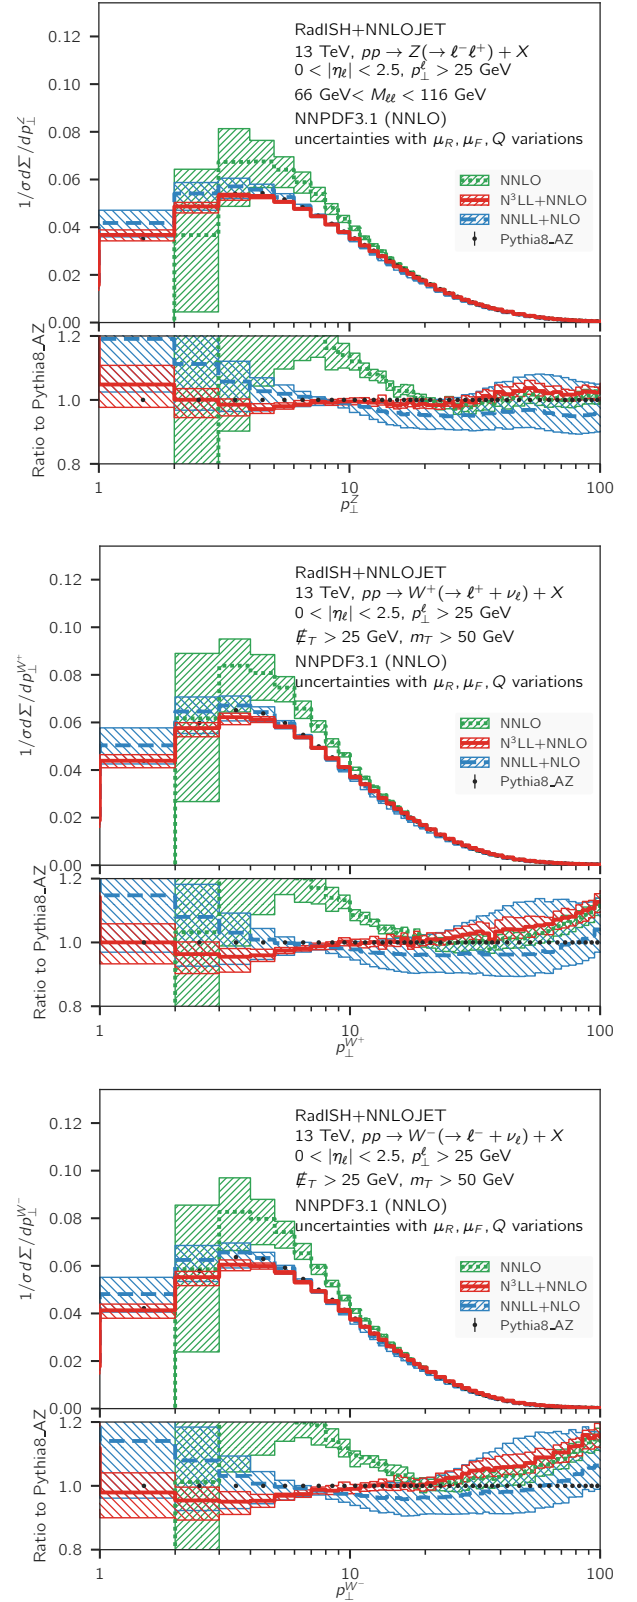 RadISH+NNLOJET
13 TeV, pp → Z(→ ℓ⁻ℓ⁺) + X
0 < |ηℓ| < 2.5, p⊥^ℓ > 25 GeV
66 GeV < Mℓℓ < 116 GeV
NNPDF3.1 (NNLO)
uncertainties with μR, μF, Q variations
NNLO
N³LL+NNLO
NNLL+NLO
Pythia8_AZ
1/σ dΣ/dp⊥^Z
0.12
0.10
0.08
0.06
0.04
0.02
0.00
Ratio to Pythia8_AZ
1.2
1.0
0.8
1 10 100
p⊥^Z
RadISH+NNLOJET
13 TeV, pp → W⁺(→ ℓ⁺ + νℓ) + X
0 < |ηℓ| < 2.5, p⊥^ℓ > 25 GeV
E̸T > 25 GeV, mT > 50 GeV
NNPDF3.1 (NNLO)
uncertainties with μR, μF, Q variations
NNLO
N³LL+NNLO
NNLL+NLO
Pythia8_AZ
1/σ dΣ/dp⊥^W⁺
0.12
0.10
0.08
0.06
0.04
0.02
0.00
Ratio to Pythia8_AZ
1.2
1.0
0.8
1 10 100
p⊥^W⁺
RadISH+NNLOJET
13 TeV, pp → W⁻(→ ℓ⁻ + νℓ) + X
0 < |ηℓ| < 2.5, p⊥^ℓ > 25 GeV
E̸T > 25 GeV, mT > 50 GeV
NNPDF3.1 (NNLO)
uncertainties with μR, μF, Q variations
NNLO
N³LL+NNLO
NNLL+NLO
Pythia8_AZ
1/σ dΣ/dp⊥^W⁻
0.12
0.10
0.08
0.06
0.04
0.02
0.00
Ratio to Pythia8_AZ
1.2
1.0
0.8
1 10 100
p⊥^W⁻